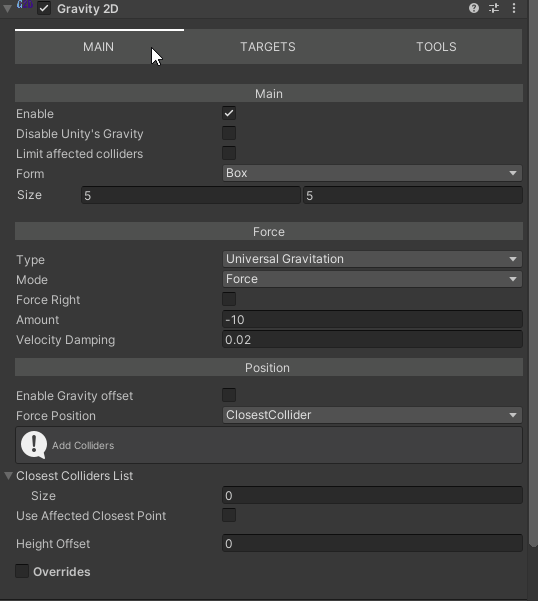 Gravity 2D
MAIN TARGETS TOOLS
Main
Enable
Disable Unity's Gravity
Limit affected colliders
Form Box
Size 5 5
Force
Type Universal Gravitation
Mode Force
Force Right
Amount -10
Velocity Damping 0.02
Position
Enable Gravity offset
Force Position ClosestCollider
Add Colliders
Closest Colliders List
Size 0
Use Affected Closest Point
Height Offset 0
Overrides